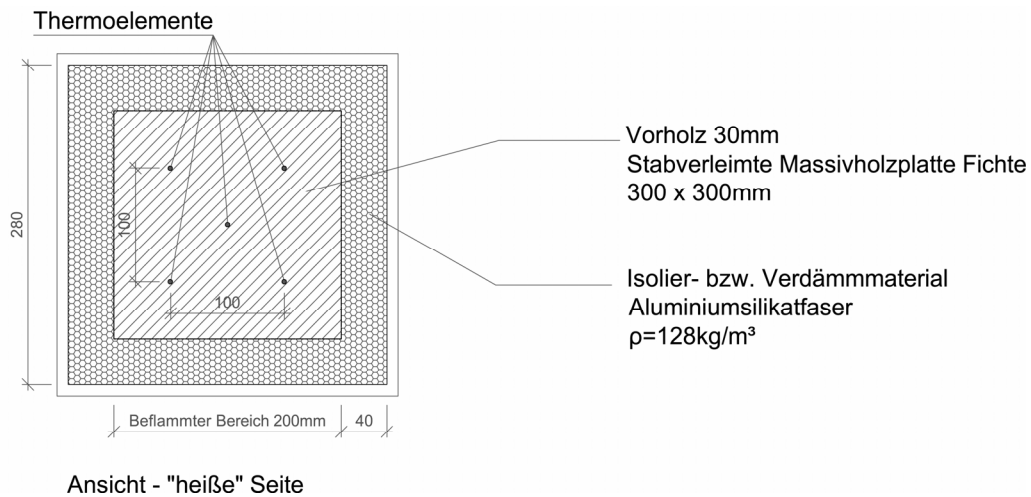 Thermoelemente
280
100
100
Vorholz 30mm
Stabverleimte Massivholzplatte Fichte
300 x 300mm
Isolier- bzw. Verdämmmaterial
Aluminiumsilikatfaser
ρ=128kg/m³
Beflammter Bereich 200mm
40
Ansicht - "heiße" Seite